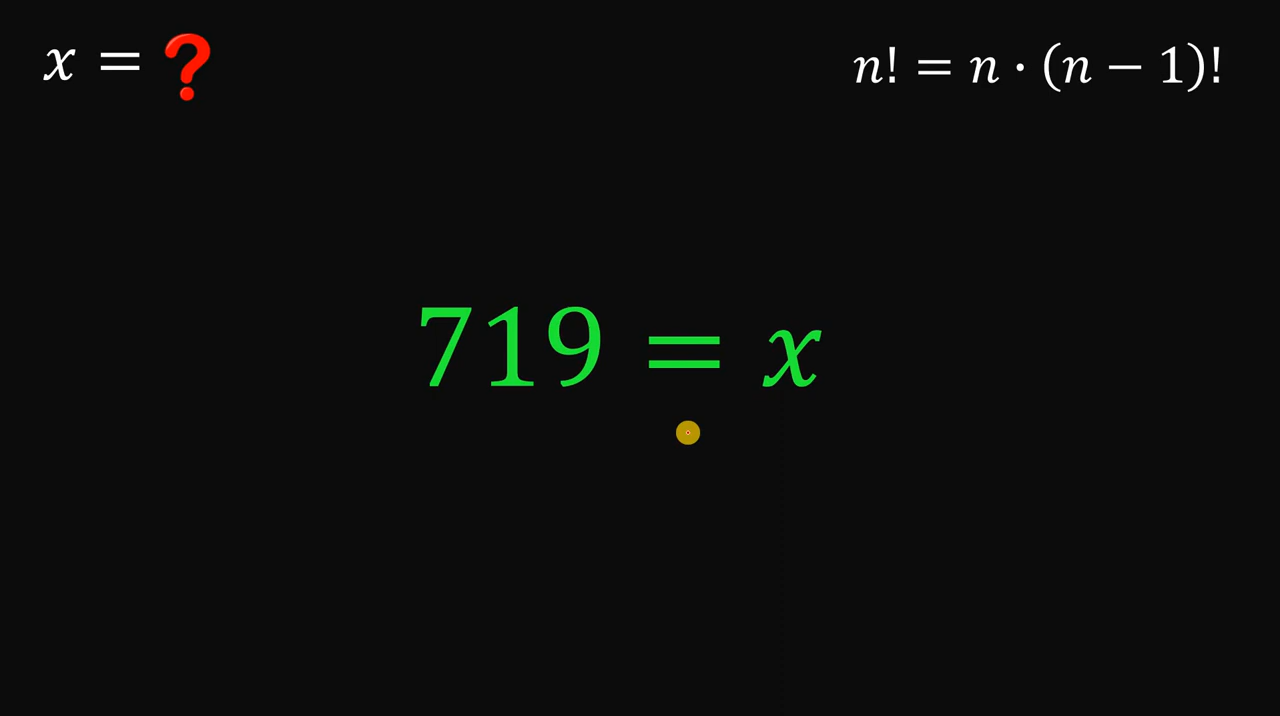 x = ❓
n! = n · (n − 1)!
719 = x